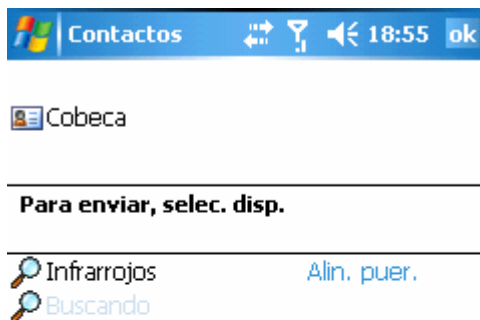 Contactos 18:55 ok
Cobeca
Para enviar, selec. disp.
Infrarrojos Alin. puer.
Buscando